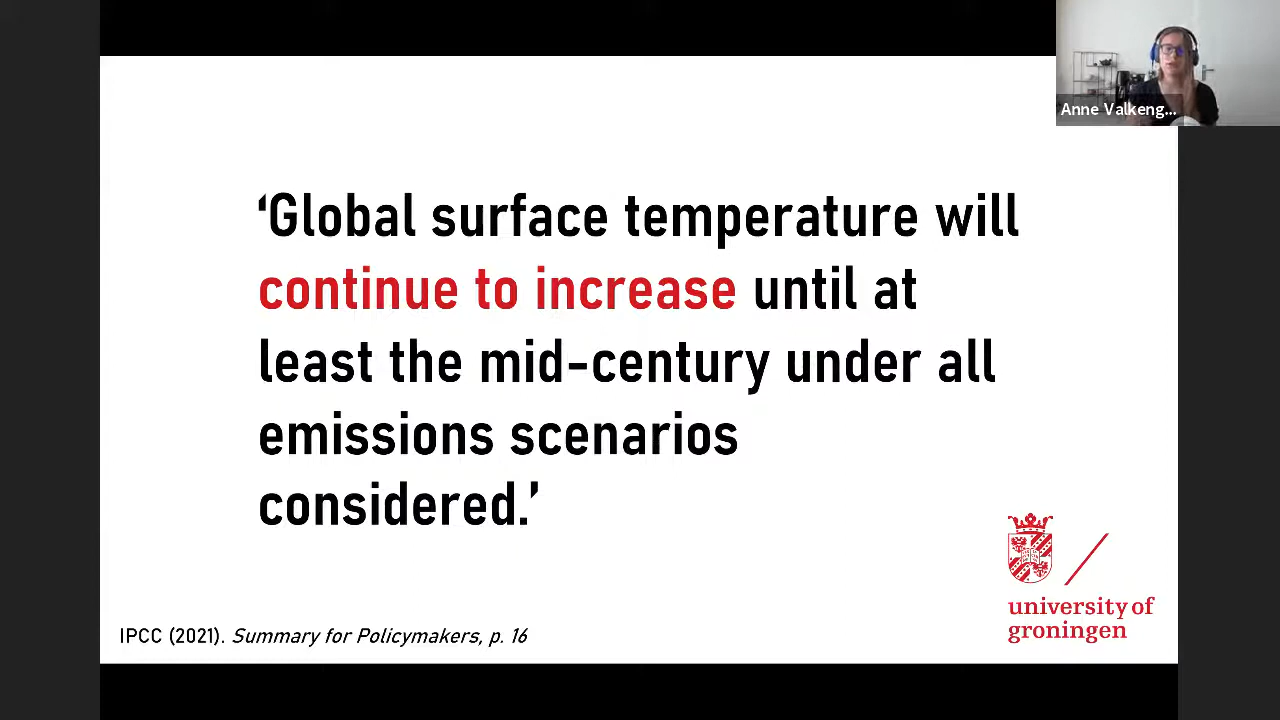 Anne Valkeng...
‘Global surface temperature will
continue to increase until at
least the mid-century under all
emissions scenarios
considered.’
IPCC (2021). Summary for Policymakers, p. 16
university of
groningen